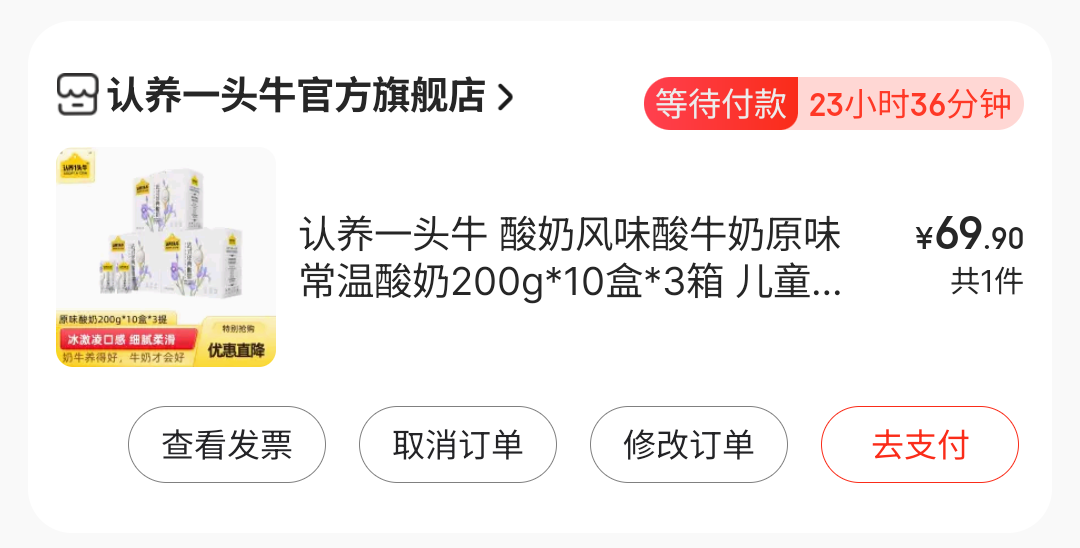 认养一头牛官方旗舰店
等待付款 23小时36分钟
认养一头牛
认养一头牛 酸奶风味酸牛奶原味
常温酸奶200g*10盒*3箱 儿童...
¥69.90
共1件
原味酸奶200g*10盒*3提
特别抢购
冰激凌口感 细腻柔滑
优惠直降
奶牛养得好，牛奶才会好
查看发票
取消订单
修改订单
去支付